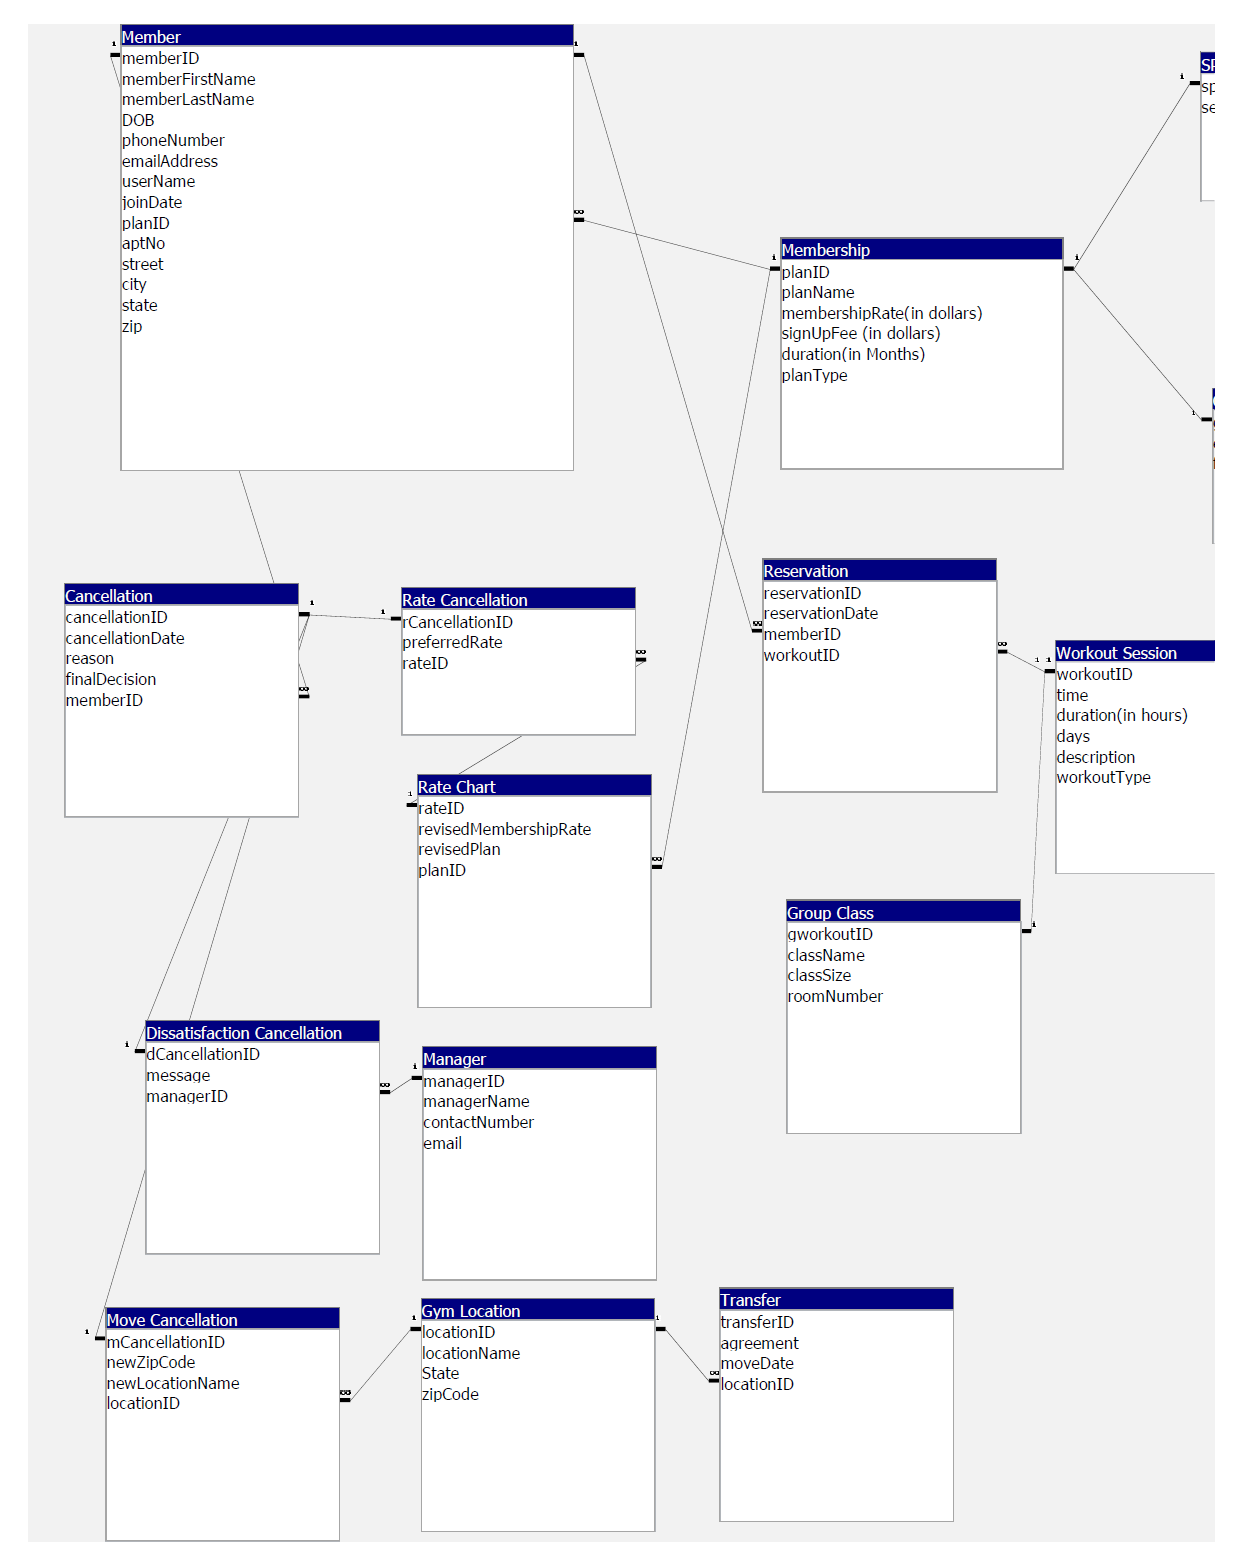 Member
memberID
memberFirstName
memberLastName
DOB
phoneNumber
emailAddress
userName
joinDate
planID
aptNo
street
city
state
zip
Membership
planID
planName
membershipRate(in dollars)
signUpFee (in dollars)
duration(in Months)
planType
Cancellation
cancellationID
cancellationDate
reason
finalDecision
memberID
Rate Cancellation
rCancellationID
preferredRate
rateID
Reservation
reservationID
reservationDate
memberID
workoutID
Workout Session
workoutID
time
duration(in hours)
days
description
workoutType
Rate Chart
rateID
revisedMembershipRate
revisedPlan
planID
Group Class
gworkoutID
className
classSize
roomNumber
Dissatisfaction Cancellation
dCancellationID
message
managerID
Manager
managerID
managerName
contactNumber
email
Move Cancellation
mCancellationID
newZipCode
newLocationName
locationID
Gym Location
locationID
locationName
State
zipCode
Transfer
transferID
agreement
moveDate
locationID